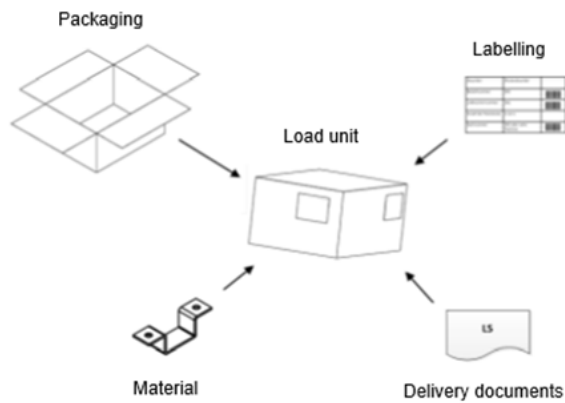 Packaging
Labelling
Load unit
LS
Material
Delivery documents